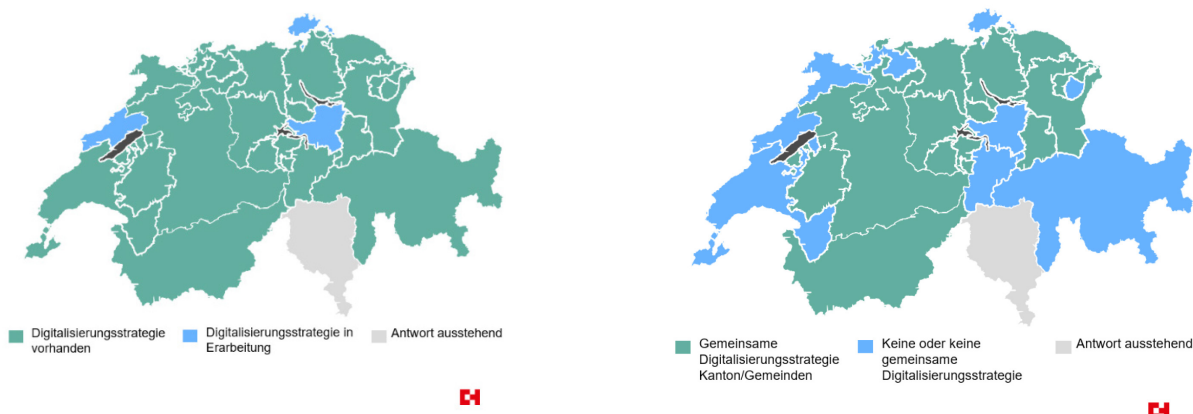 Digitalisierungsstrategie
vorhanden
Digitalisierungsstrategie in
Erarbeitung
Antwort ausstehend
Gemeinsame
Digitalisierungsstrategie
Kanton/Gemeinden
Keine oder keine
gemeinsame
Digitalisierungsstrategie
Antwort ausstehend